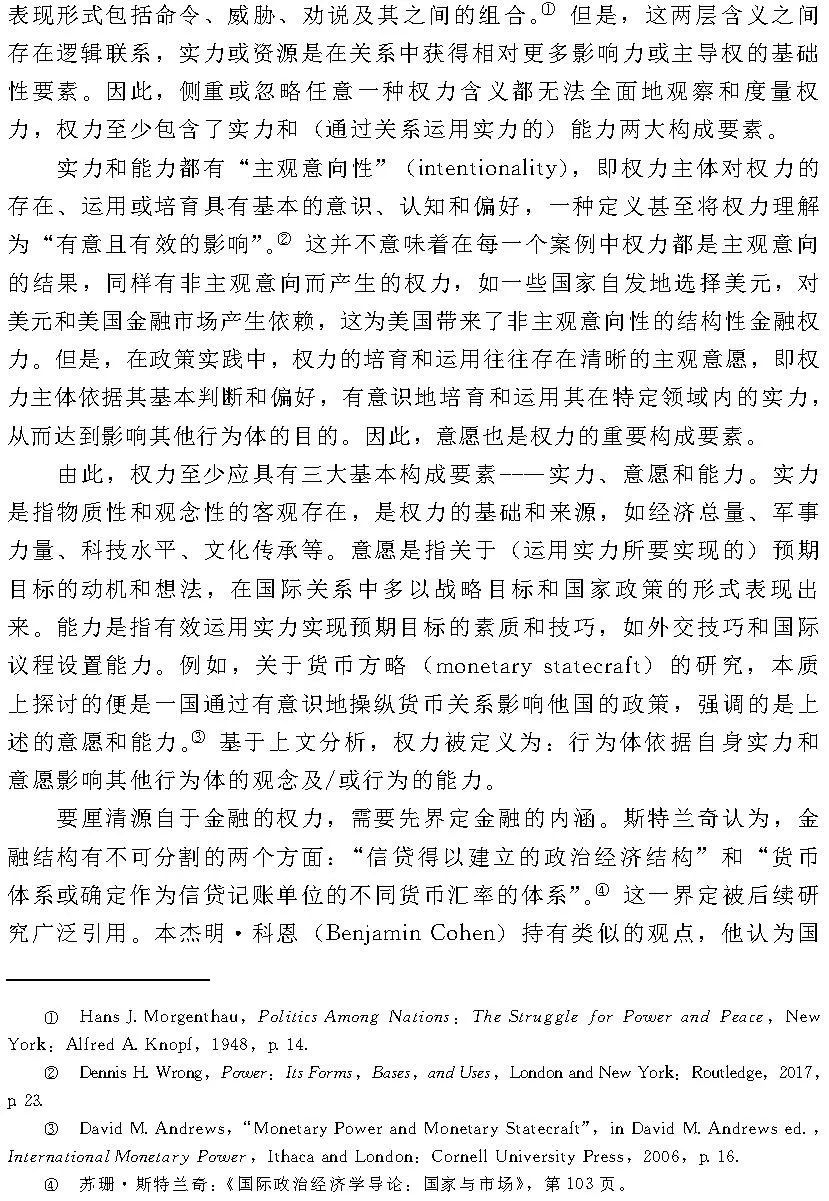 表现形式包括命令、威胁、劝说及其之间的组合。① 但是，这两层含义之间
存在逻辑联系，实力或资源是在关系中获得相对更多影响力或主导权的基础
性要素。因此，侧重或忽略任意一种权力含义都无法全面地观察和度量权
力，权力至少包含了实力和（通过关系运用实力的）能力两大构成要素。
实力和能力都有“主观意向性”（intentionality），即权力主体对权力的
存在、运用或培育具有基本的意识、认知和偏好，一种定义甚至将权力理解
为“有意且有效的影响”。② 这并不意味着在每一个案例中权力都是主观意向
的结果，同样有非主观意向而产生的权力，如一些国家自发地选择美元，对
美元和美国金融市场产生依赖，这为美国带来了非主观意向性的结构性金融权
力。但是，在政策实践中，权力的培育和运用往往存在清晰的主观意愿，即权
力主体依据其基本判断和偏好，有意识地培育和运用其在特定领域内的实力，
从而达到影响其他行为体的目的。因此，意愿也是权力的重要构成要素。
由此，权力至少应具有三大基本构成要素——实力、意愿和能力。实力
是指物质性和观念性的客观存在，是权力的基础和来源，如经济总量、军事
力量、科技水平、文化传承等。意愿是指关于（运用实力所要实现的）预期
目标的动机和想法，在国际关系中多以战略目标和国家政策的形式表现出
来。能力是指有效运用实力实现预期目标的素质和技巧，如外交技巧和国际
议程设置能力。例如，关于货币方略（monetary statecraft）的研究，本质
上探讨的便是一国通过有意识地操纵货币关系影响他国的政策，强调的是上
述的意愿和能力。③ 基于上文分析，权力被定义为：行为体依据自身实力和
意愿影响其他行为体的观念及/或行为的能力。
要厘清源自于金融的权力，需要先界定金融的内涵。斯特兰奇认为，金
融结构有不可分割的两个方面：“信贷得以建立的政治经济结构”和“货币
体系或确定作为信贷记账单位的不同货币汇率的体系”。④ 这一界定被后续研
究广泛引用。本杰明·科恩（Benjamin Cohen）持有类似的观点，他认为国
① Hans J. Morgenthau, Politics Among Nations: The Struggle for Power and Peace, New
York: Alfred A. Knopf, 1948, p. 14.
② Dennis H. Wrong, Power: Its Forms, Bases, and Uses, London and New York: Routledge, 2017,
p. 23.
③ David M. Andrews, “Monetary Power and Monetary Statecraft”, in David M. Andrews ed.,
International Monetary Power, Ithaca and London: Cornell University Press, 2006, p. 16.
④ 苏珊·斯特兰奇：《国际政治经济学导论：国家与市场》，第 103 页。